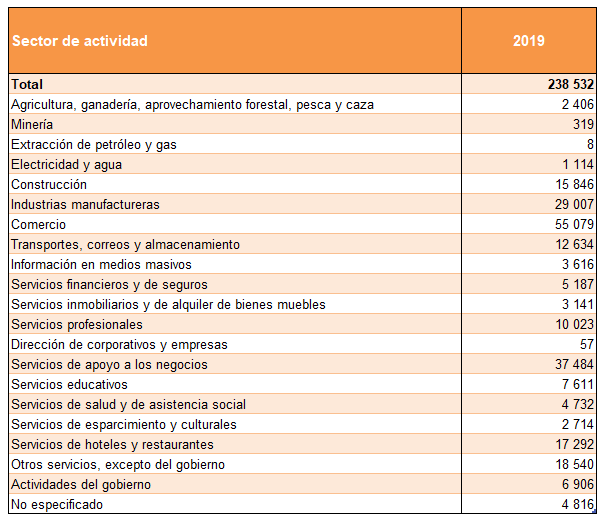 Sector de actividad 2019
Total 238 532
Agricultura, ganadería, aprovechamiento forestal, pesca y caza 2 406
Minería 319
Extracción de petróleo y gas 8
Electricidad y agua 1 114
Construcción 15 846
Industrias manufactureras 29 007
Comercio 55 079
Transportes, correos y almacenamiento 12 634
Información en medios masivos 3 616
Servicios financieros y de seguros 5 187
Servicios inmobiliarios y de alquiler de bienes muebles 3 141
Servicios profesionales 10 023
Dirección de corporativos y empresas 57
Servicios de apoyo a los negocios 37 484
Servicios educativos 7 611
Servicios de salud y de asistencia social 4 732
Servicios de esparcimiento y culturales 2 714
Servicios de hoteles y restaurantes 17 292
Otros servicios, excepto del gobierno 18 540
Actividades del gobierno 6 906
No especificado 4 816